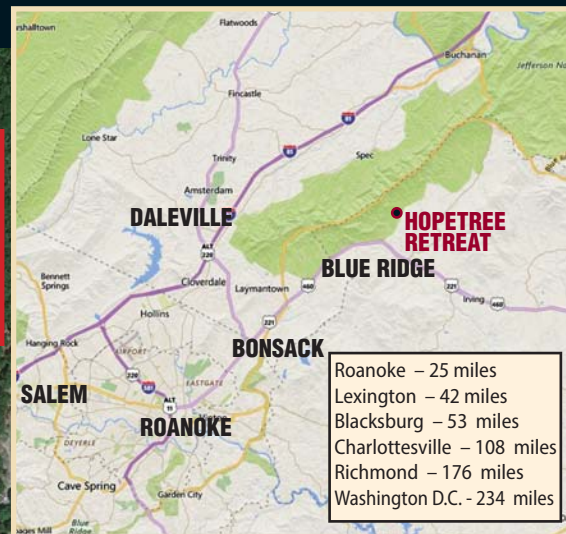 Flatwoods
Buchanan
Jefferson Na
Fincastle
81
Lone Star
Trinity
Spec
81
Amsterdam
DALEVILLE
HOPETREE
RETREAT
ALT
220
BLUE RIDGE
Bennett
Springs
Cloverdale
Laymantown
460
221
Irving
460
Hollins
221
Hanging Rock
AIRPORT
BONSACK
220
581
EASTGATE
SALEM
ALT
11
Vinton
ROANOKE
DEYERLE
Cave Spring
Garden City
Blue
Ridge
Roanoke – 25 miles
Lexington – 42 miles
Blacksburg – 53 miles
Charlottesville – 108 miles
Richmond – 176 miles
Washington D.C. - 234 miles